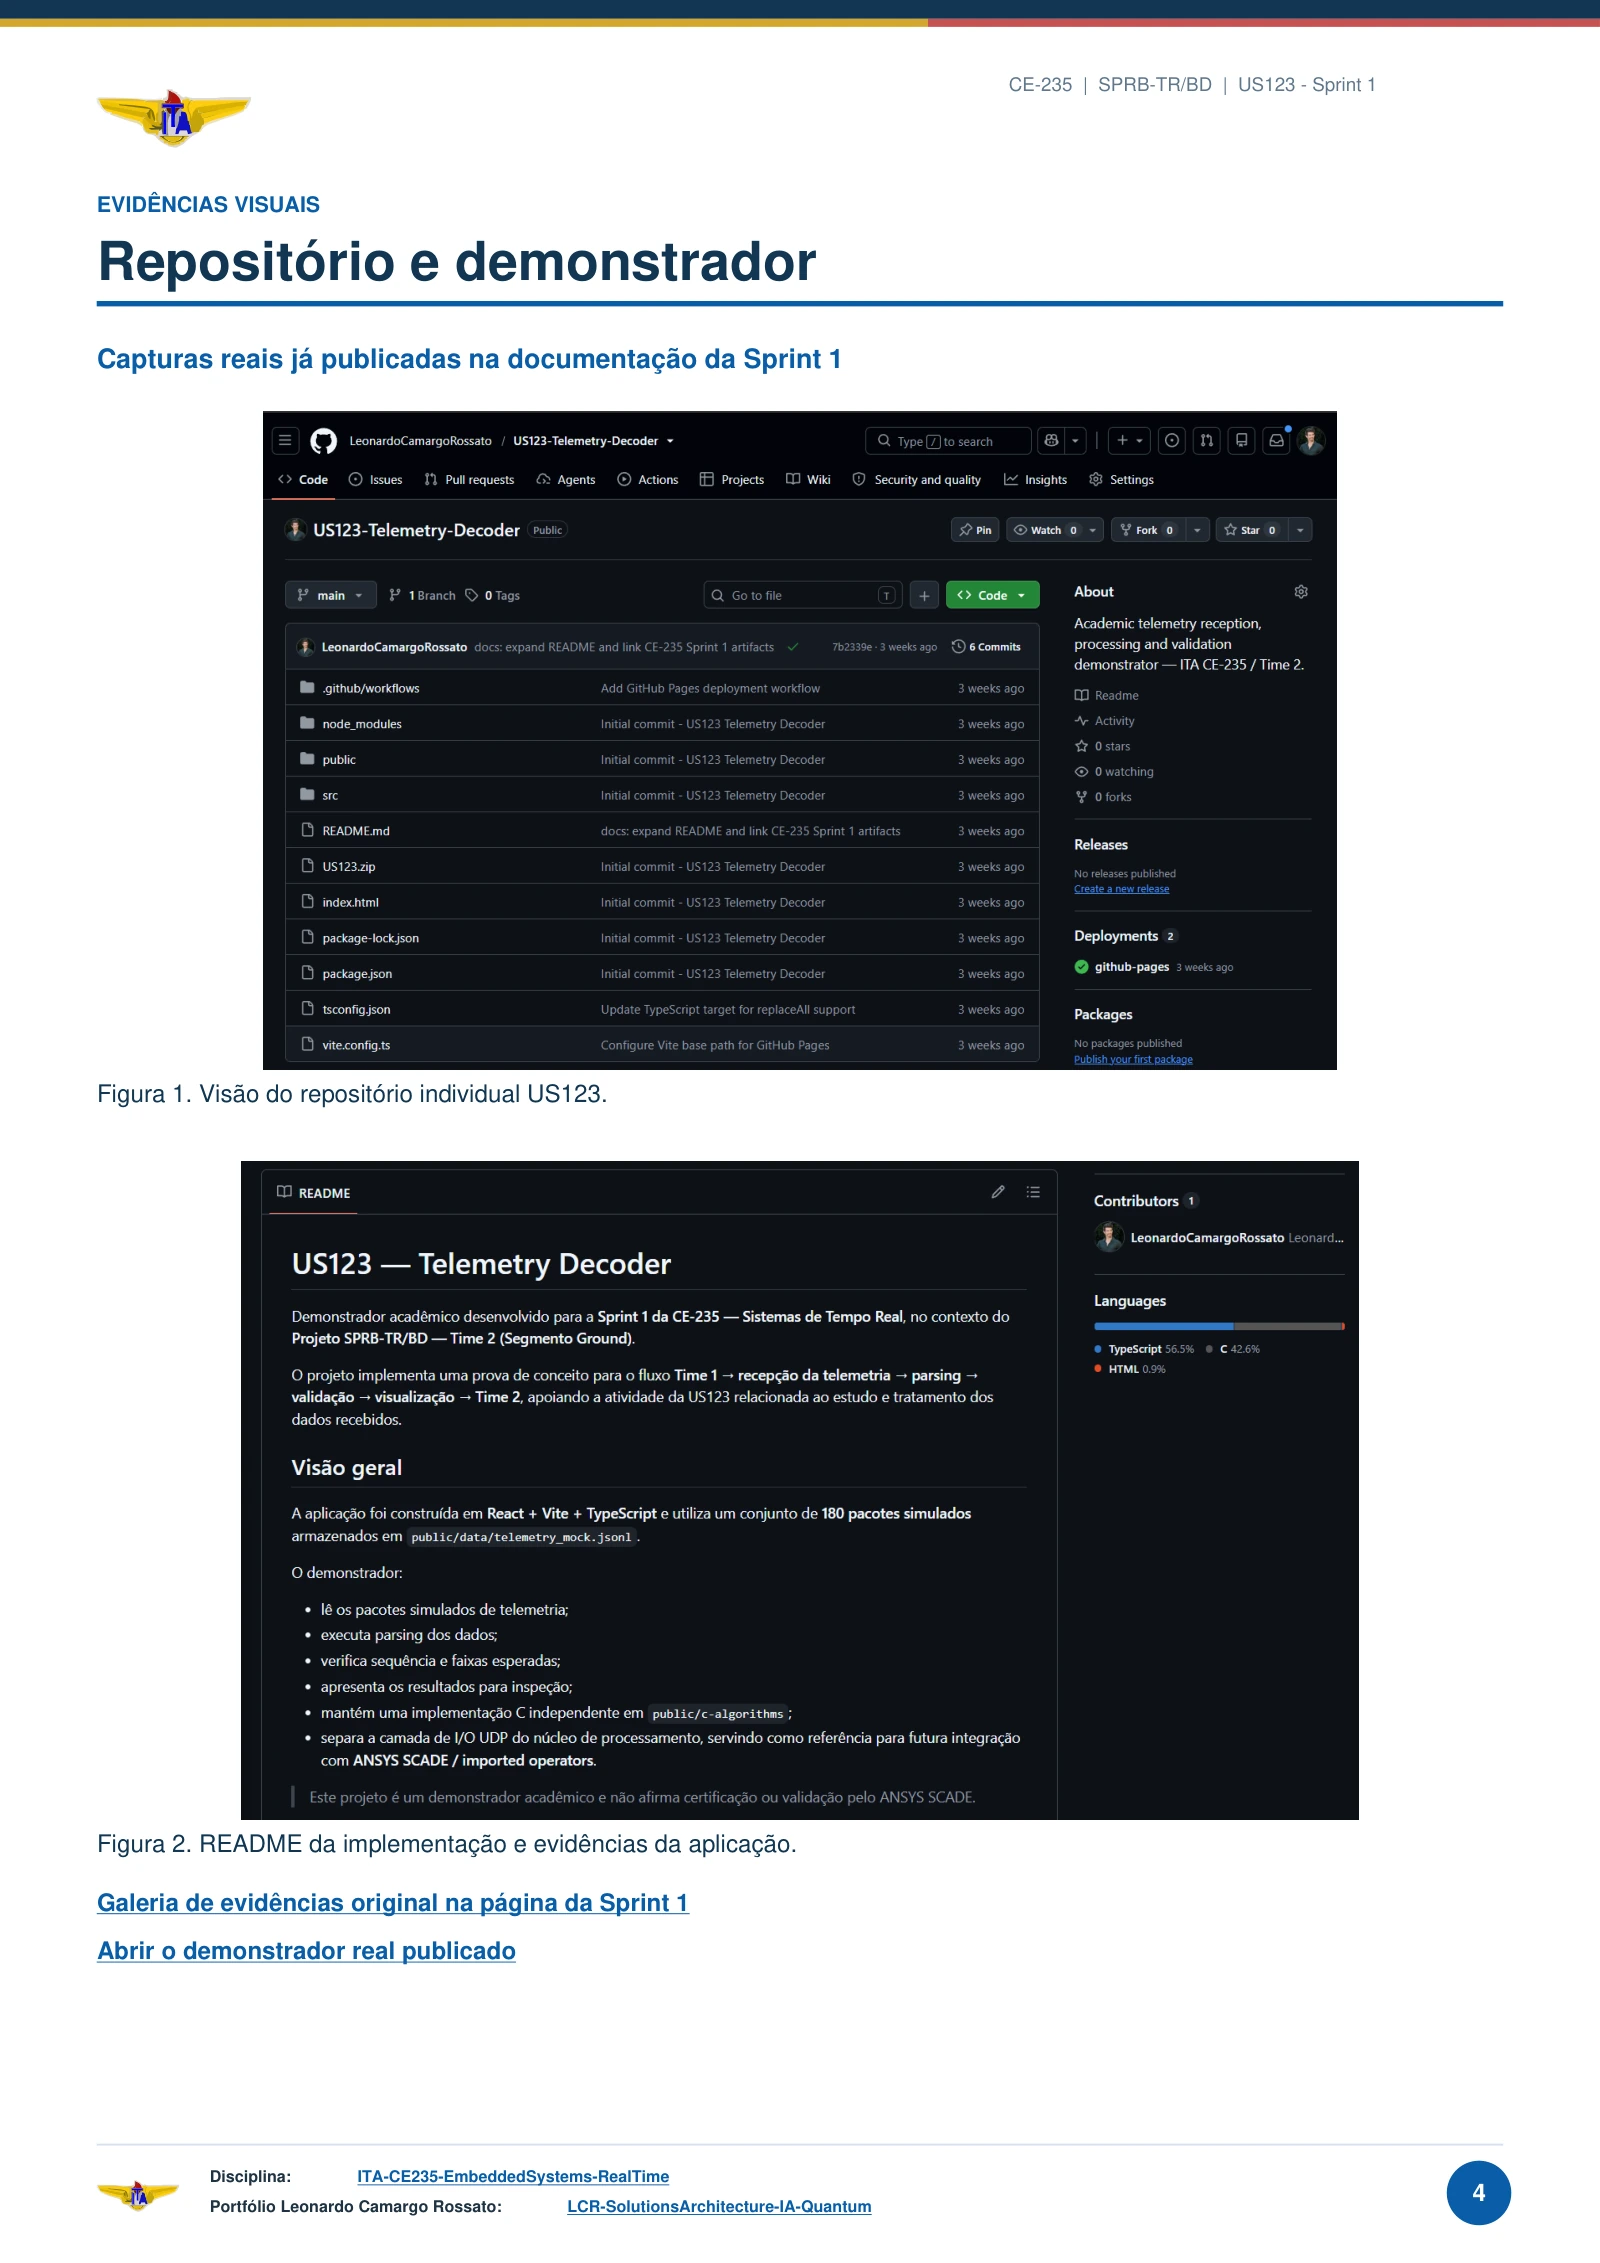 CE-235 | SPRB-TR/BD | US123 - Sprint 1
ITA
EVIDÊNCIAS VISUAIS
Repositório e demonstrador
Capturas reais já publicadas na documentação da Sprint 1
LeonardoCamargoRossato / US123-Telemetry-Decoder
Type / to search
Code Issues Pull requests Agents Actions Projects Wiki Security and quality Insights Settings
US123-Telemetry-Decoder Public
Pin Watch 0 Fork 0 Star 0
main 1 Branch 0 Tags
Go to file T + Code
LeonardoCamargoRossato docs: expand README and link CE-235 Sprint 1 artifacts 7b2339e · 3 weeks ago 6 Commits
.github/workflows Add GitHub Pages deployment workflow 3 weeks ago
node_modules Initial commit - US123 Telemetry Decoder 3 weeks ago
public Initial commit - US123 Telemetry Decoder 3 weeks ago
src Initial commit - US123 Telemetry Decoder 3 weeks ago
README.md docs: expand README and link CE-235 Sprint 1 artifacts 3 weeks ago
US123.zip Initial commit - US123 Telemetry Decoder 3 weeks ago
index.html Initial commit - US123 Telemetry Decoder 3 weeks ago
package-lock.json Initial commit - US123 Telemetry Decoder 3 weeks ago
package.json Initial commit - US123 Telemetry Decoder 3 weeks ago
tsconfig.json Update TypeScript target for replaceAll support 3 weeks ago
vite.config.ts Configure Vite base path for GitHub Pages 3 weeks ago
About
Academic telemetry reception,
processing and validation
demonstrator — ITA CE-235 / Time 2.
Readme
Activity
0 stars
0 watching
0 forks
Releases
No releases published
Create a new release
Deployments 2
github-pages 3 weeks ago
Packages
No packages published
Publish your first package
Figura 1. Visão do repositório individual US123.
README
US123 — Telemetry Decoder
Demonstrador acadêmico desenvolvido para a Sprint 1 da CE-235 — Sistemas de Tempo Real, no contexto do
Projeto SPRB-TR/BD — Time 2 (Segmento Ground).
O projeto implementa uma prova de conceito para o fluxo Time 1 → recepção da telemetria → parsing →
validação → visualização → Time 2, apoiando a atividade da US123 relacionada ao estudo e tratamento dos
dados recebidos.
Visão geral
A aplicação foi construída em React + Vite + TypeScript e utiliza um conjunto de 180 pacotes simulados
armazenados em public/data/telemetry_mock.jsonl.
O demonstrador:
• lê os pacotes simulados de telemetria;
• executa parsing dos dados;
• verifica sequência e faixas esperadas;
• apresenta os resultados para inspeção;
• mantém uma implementação C independente em public/c-algorithms;
• separa a camada de I/O UDP do núcleo de processamento, servindo como referência para futura integração
com ANSYS SCADE / imported operators.
Este projeto é um demonstrador acadêmico e não afirma certificação ou validação pelo ANSYS SCADE.
Contributors 1
LeonardoCamargoRossato Leonard...
Languages
TypeScript 56.5% C 42.6%
HTML 0.9%
Figura 2. README da implementação e evidências da aplicação.
Galeria de evidências original na página da Sprint 1
Abrir o demonstrador real publicado
ITA
Disciplina: ITA-CE235-EmbeddedSystems-RealTime
Portfólio Leonardo Camargo Rossato: LCR-SolutionsArchitecture-IA-Quantum
4